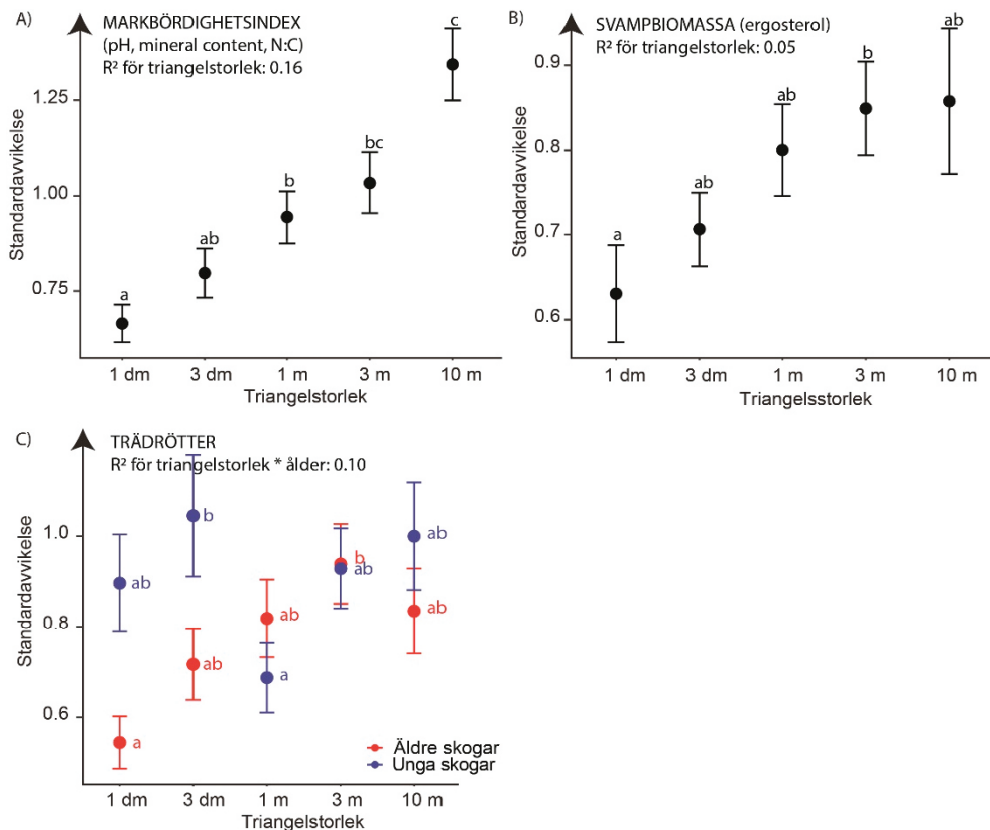 A)
MARKBÖRDIGHETSINDEX
(pH, mineral content, N:C)
R² för triangelstorlek: 0.16
Standardavvikelse
1.25
1.00
0.75
a
ab
b
bc
c
1 dm 3 dm 1 m 3 m 10 m
Triangelstorlek
B)
SVAMPBIOMASSA (ergosterol)
R² för triangelstorlek: 0.05
Standardavvikelse
0.9
0.8
0.7
0.6
a
ab
ab
b
ab
1 dm 3 dm 1 m 3 m 10 m
Triangelsstorlek
C)
TRÄDRÖTTER
R² för triangelstorlek * ålder: 0.10
Standardavvikelse
1.0
0.8
0.6
ab
a
b
ab
ab
a
b
ab
ab
ab
Äldre skogar
Unga skogar
1 dm 3 dm 1 m 3 m 10 m
Triangelstorlek